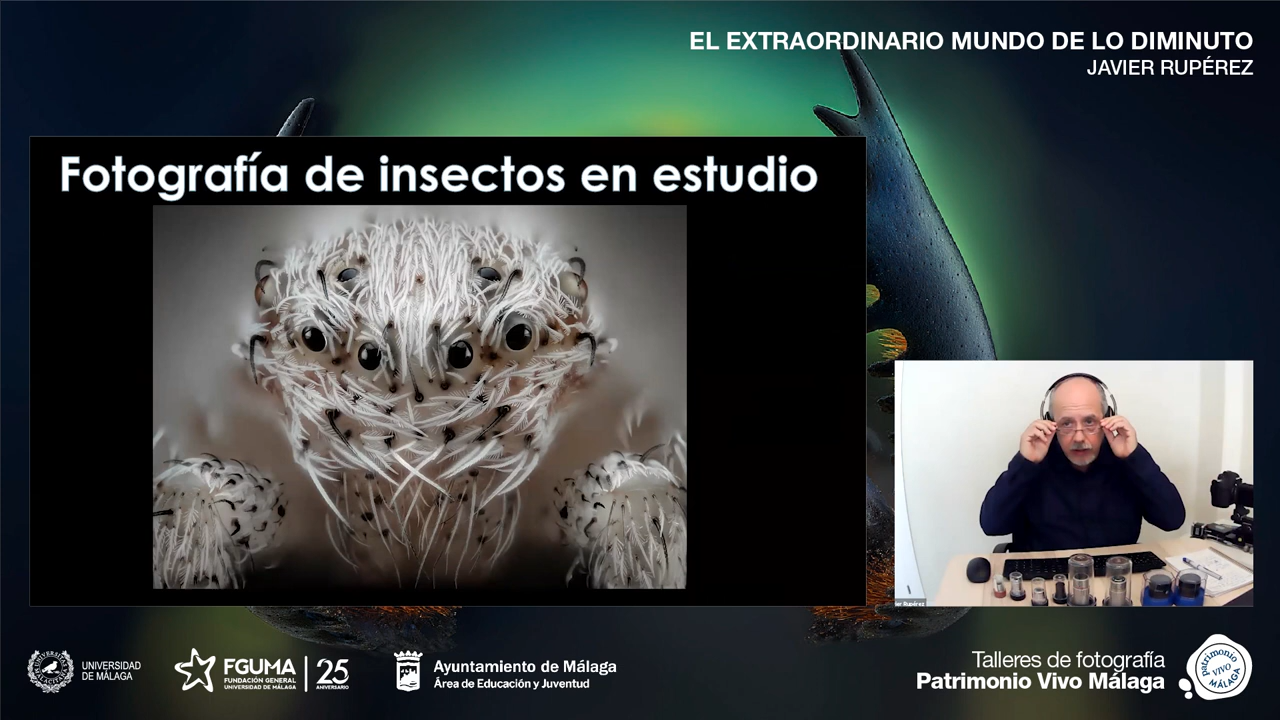 EL EXTRAORDINARIO MUNDO DE LO DIMINUTO
JAVIER RUPÉREZ
Fotografía de insectos en estudio
ier Rupérez
UNIVERSIDAD
DE MÁLAGA
FGUMA
FUNDACIÓN GENERAL
UNIVERSIDAD DE MÁLAGA
25
ANIVERSARIO
Ayuntamiento de Málaga
Área de Educación y Juventud
Talleres de fotografía
Patrimonio Vivo Málaga
patrimonio
VIVO
MÁLAGA